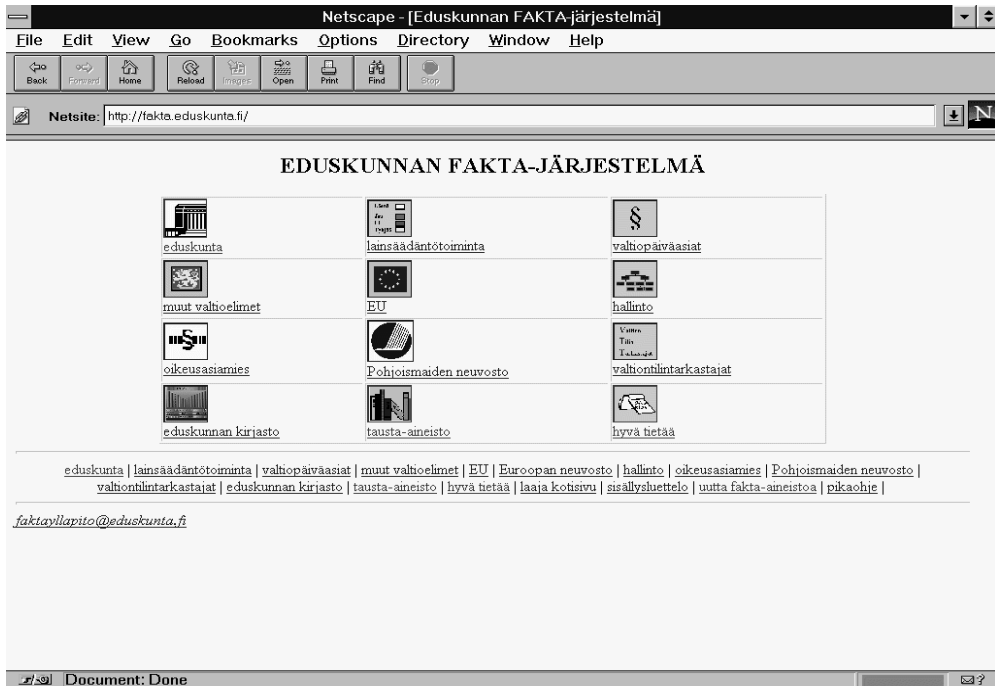 Netscape - [Eduskunnan FAKTA-järjestelmä]
File Edit View Go Bookmarks Options Directory Window Help
Back Forward Home Reload Images Open Print Find Stop
Netsite: http://fakta.eduskunta.fi/ N
EDUSKUNNAN FAKTA-JÄRJESTELMÄ
§
eduskunta lainsäädäntötoiminta valtiopäiväasiat
muut valtioelimet EU hallinto
Valtion
Tilin
Tarkastajat
oikeusasiamies Pohjoismaiden neuvosto valtiontilintarkastajat
eduskunnan kirjasto tausta-aineisto hyvä tietää
eduskunta | lainsäädäntötoiminta | valtiopäiväasiat | muut valtioelimet | EU | Euroopan neuvosto | hallinto | oikeusasiamies | Pohjoismaiden neuvosto |
valtiontilintarkastajat | eduskunnan kirjasto | tausta-aineisto | hyvä tietää | laaja kotisivu | sisällysluettelo | uutta fakta-aineistoa | pikaohje |
faktayllapito@eduskunta.fi
Document: Done